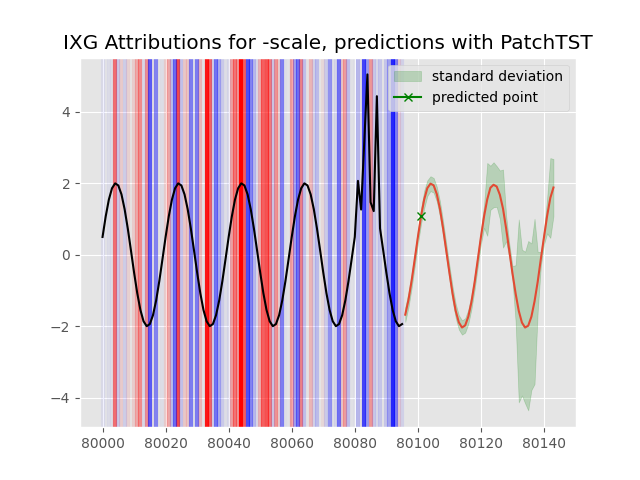 IXG Attributions for -scale, predictions with PatchTST
standard deviation
predicted point
4
2
0
−2
−4
80000 80020 80040 80060 80080 80100 80120 80140